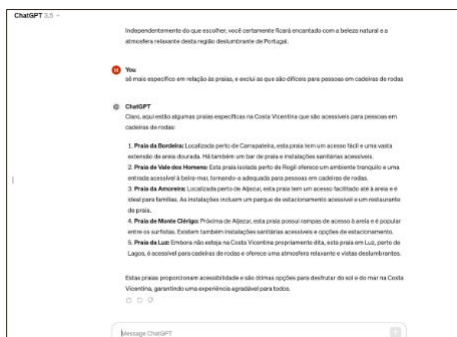 ChatGPT 3.5
Independentemente do que escolher, você certamente ficará encantado com a beleza natural e a
atmosfera relaxante desta região deslumbrante de Portugal.
You
sê mais específico em relação às praias, e exclui as que são difíceis para pessoas em cadeiras de rodas
ChatGPT
Claro, aqui estão algumas praias específicas na Costa Vicentina que são acessíveis para pessoas em
cadeiras de rodas:
1. Praia da Bordeira: Localizada perto de Carrapateira, esta praia tem um acesso fácil e uma vasta
extensão de areia dourada. Há também um bar de praia e instalações sanitárias acessíveis.
2. Praia de Vale dos Homens: Esta praia isolada perto do Rogil oferece um ambiente tranquilo e uma
entrada acessível à beira-mar, tornando-a adequada para pessoas em cadeiras de rodas.
3. Praia da Amoreira: Localizada perto de Aljezur, esta praia tem um acesso facilitado até à areia e é
ideal para famílias. As instalações incluem um parque de estacionamento acessível e um restaurante
de praia.
4. Praia de Monte Clérigo: Próxima de Aljezur, esta praia possui rampas de acesso à areia e é popular
entre os surfistas. Existem também instalações sanitárias acessíveis e opções de estacionamento.
5. Praia da Luz: Embora não esteja na Costa Vicentina propriamente dita, esta praia em Luz, perto de
Lagos, é acessível para cadeiras de rodas e oferece uma atmosfera relaxante e vistas deslumbrantes.
Estas praias proporcionam acessibilidade e são ótimas opções para desfrutar do sol e do mar na Costa
Vicentina, garantindo uma experiência agradável para todos.
Message ChatGPT